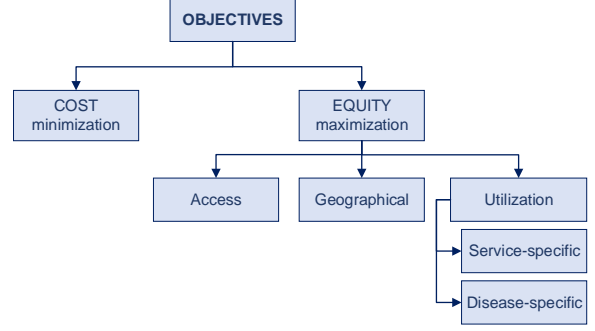 OBJECTIVES
COST
minimization
EQUITY
maximization
Access
Geographical
Utilization
Service-specific
Disease-specific